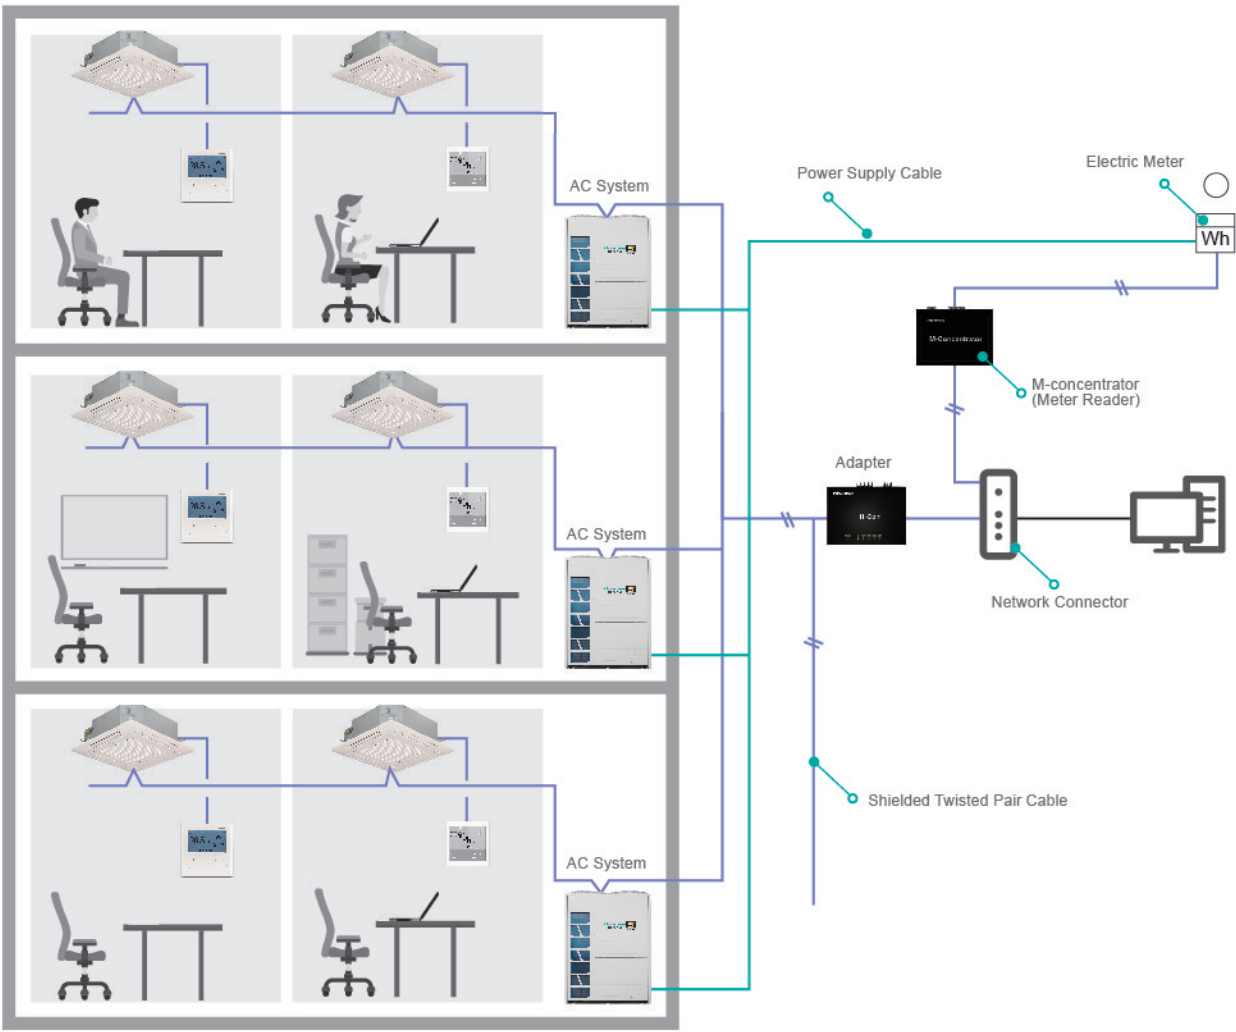 AC System
Power Supply Cable
Electric Meter
Wh
M-Concentrator
M-concentrator
(Meter Reader)
Adapter
AC System
Network Connector
Shielded Twisted Pair Cable
AC System